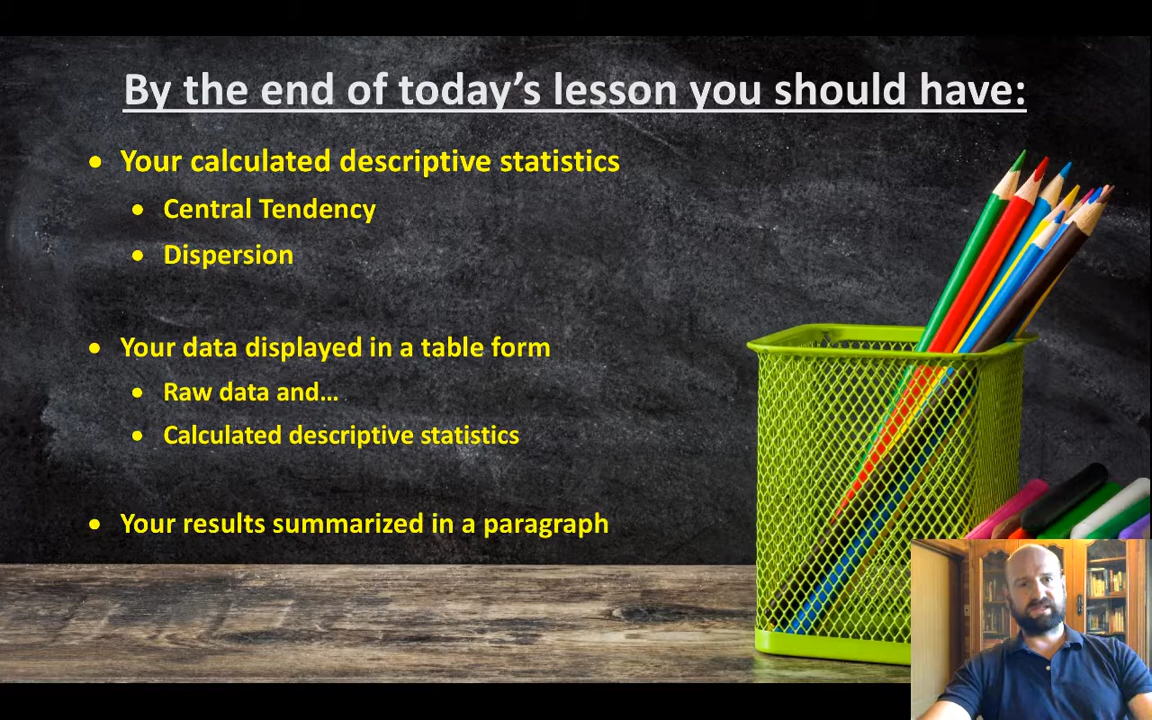 By the end of today’s lesson you should have:
• Your calculated descriptive statistics
• Central Tendency
• Dispersion
• Your data displayed in a table form
• Raw data and…
• Calculated descriptive statistics
• Your results summarized in a paragraph